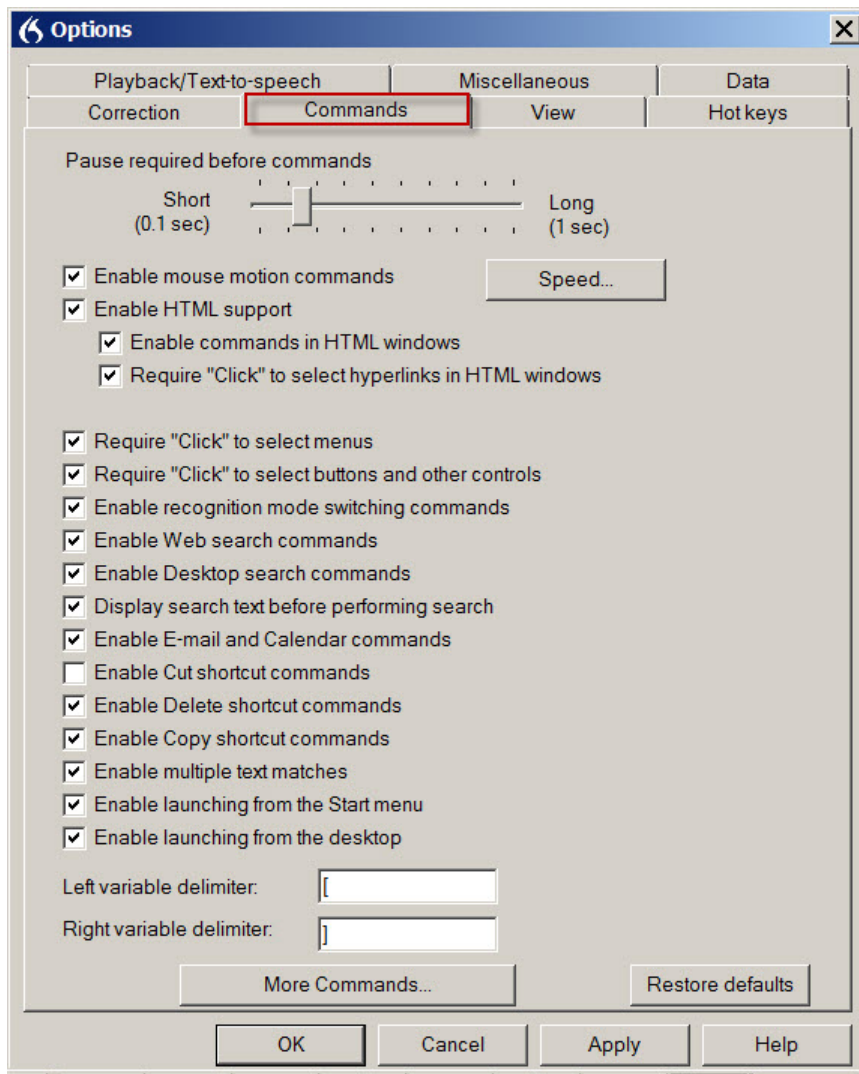 Options
Playback/Text-to-speech Miscellaneous Data
Correction Commands View Hot keys
Pause required before commands
Short Long
(0.1 sec) (1 sec)
Enable mouse motion commands Speed...
Enable HTML support
Enable commands in HTML windows
Require "Click" to select hyperlinks in HTML windows
Require "Click" to select menus
Require "Click" to select buttons and other controls
Enable recognition mode switching commands
Enable Web search commands
Enable Desktop search commands
Display search text before performing search
Enable E-mail and Calendar commands
Enable Cut shortcut commands
Enable Delete shortcut commands
Enable Copy shortcut commands
Enable multiple text matches
Enable launching from the Start menu
Enable launching from the desktop
Left variable delimiter: [
Right variable delimiter: ]
More Commands... Restore defaults
OK Cancel Apply Help